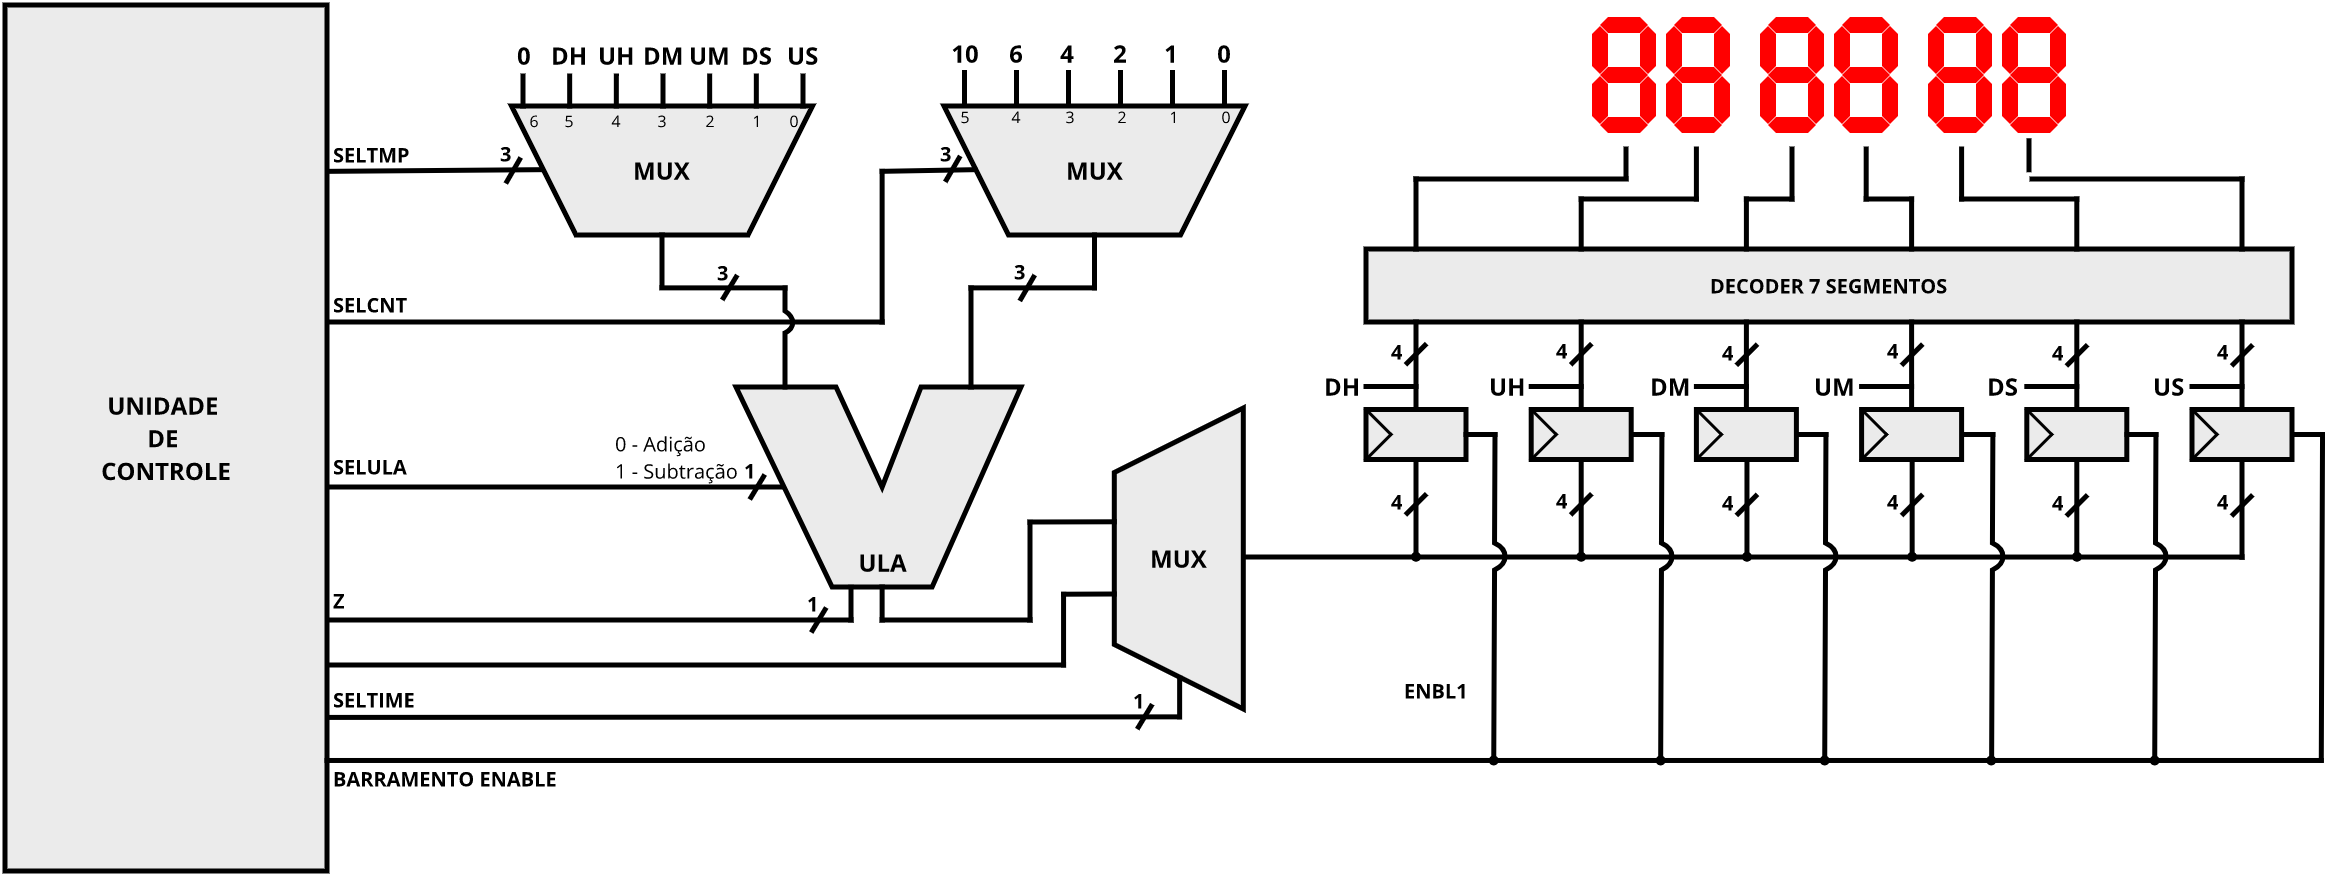 0 DH UH DM UM DS US
10 6 4 2 1 0
6 5 4 3 2 1 0
5 4 3 2 1 0
SELTMP
3
MUX
3
MUX
3
3
SELCNT
DECODER 7 SEGMENTOS
4 4 4 4 4 4
DH UH DM UM DS US
UNIDADE
DE
CONTROLE
0 - Adição
1 - Subtração 1
SELULA
4 4 4 4 4 4
ULA
MUX
Z
1
SELTIME
1
ENBL1
BARRAMENTO ENABLE
88 88 88